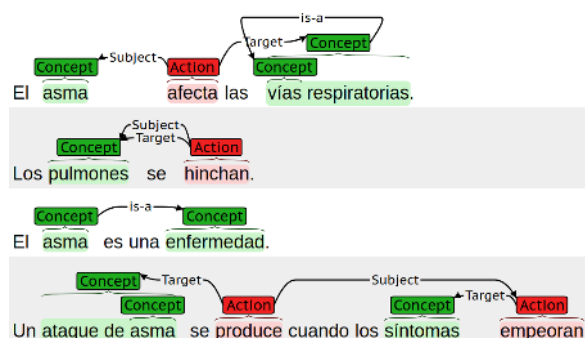 is-a
Target Concept
Concept Subject Action Concept
El asma afecta las vías respiratorias.
Subject
Target
Concept Action
Los pulmones se hinchan.
is-a
Concept Concept
El asma es una enfermedad.
Concept Target Subject
Concept Action Concept Target Action
Un ataque de asma se produce cuando los síntomas empeoran